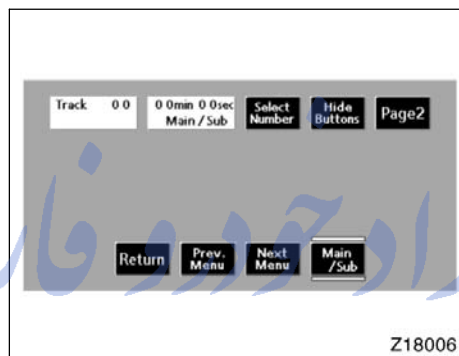 Track 0 0
0 0min 0 0sec
Main / Sub
Select
Number
Hide
Buttons
Page2
Return
Prev.
Menu
Next
Menu
Main
/Sub
Z18006